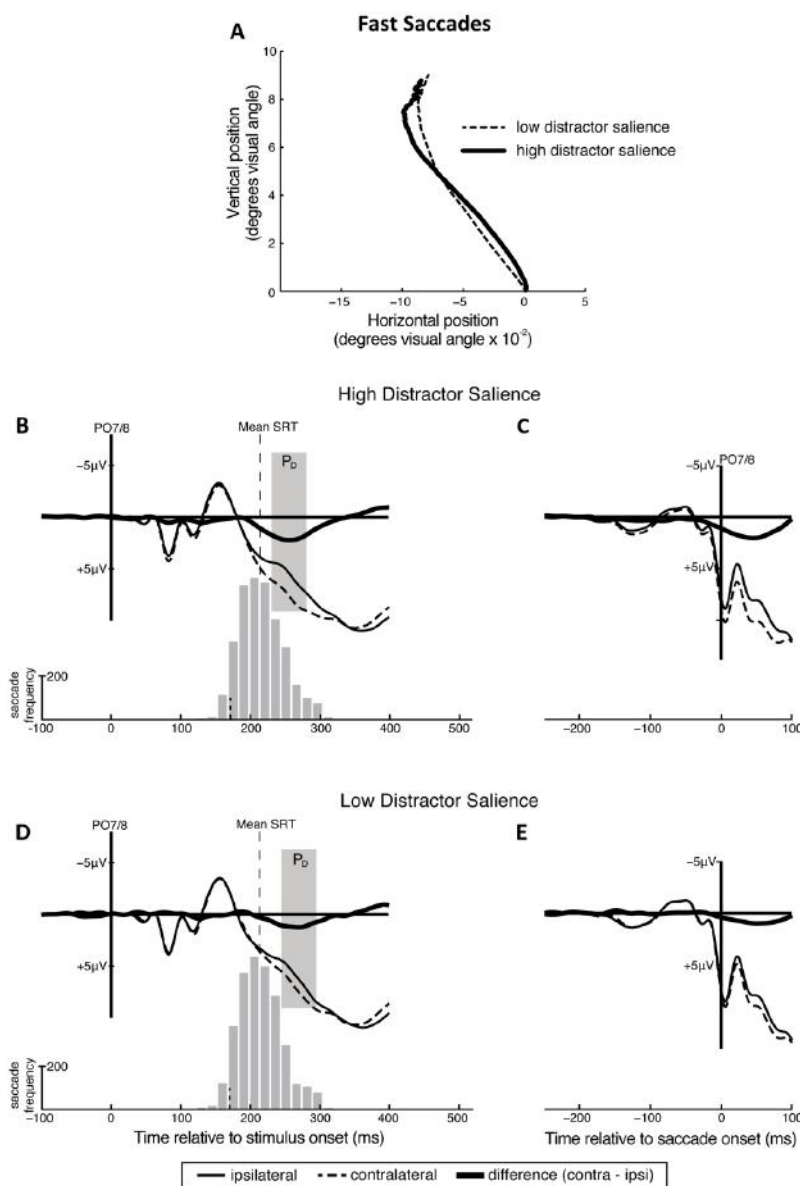 Fast Saccades
A
10
8
6
4
2
0
Vertical position
(degrees visual angle)
low distractor salience
high distractor salience
−15 −10 −5 0 5
Horizontal position
(degrees visual angle x 10-2)
High Distractor Salience
B
PO7/8
Mean SRT
PD
−5µV
+5µV
200
saccade
frequency
-100 0 100 200 300 400 500
C
−5µV
PO7/8
+5µV
−200 −100 0 100
Low Distractor Salience
D
PO7/8
Mean SRT
PD
−5µV
+5µV
200
saccade
frequency
-100 0 100 200 300 400 500
Time relative to stimulus onset (ms)
E
−5µV
PO7/8
+5µV
−200 −100 0 100
Time relative to saccade onset (ms)
ipsilateral contralateral difference (contra - ipsi)